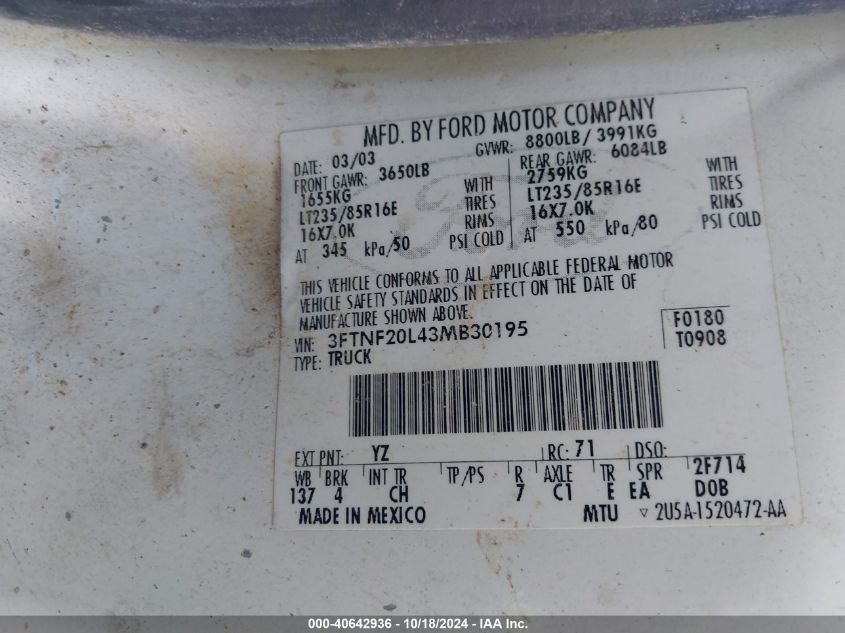 MFD. BY FORD MOTOR COMPANY
DATE: 03/03 GVWR: 8800LB / 3991KG
FRONT GAWR: 3650LB REAR GAWR: 6084LB
1655KG WITH 2759KG WITH
LT235/85R16E TIRES LT235/85R16E TIRES
16X7.0K RIMS 16X7.0K RIMS
AT 345 kPa/50 PSI COLD AT 550 kPa/80 PSI COLD
THIS VEHICLE CONFORMS TO ALL APPLICABLE FEDERAL MOTOR
VEHICLE SAFETY STANDARDS IN EFFECT ON THE DATE OF
MANUFACTURE SHOWN ABOVE.
VIN: 3FTNF20L43MB30195 F0180
TYPE: TRUCK T0908
EXT PNT: YZ RC: 71 DSO:
WB BRK INT TR TP/PS R AXLE TR SPR 2F714
137 4 CH 7 C1 E EA DOB
MADE IN MEXICO MTU ▿ 2U5A-1520472-AA
000-40642936 - 10/18/2024 - IAA Inc.